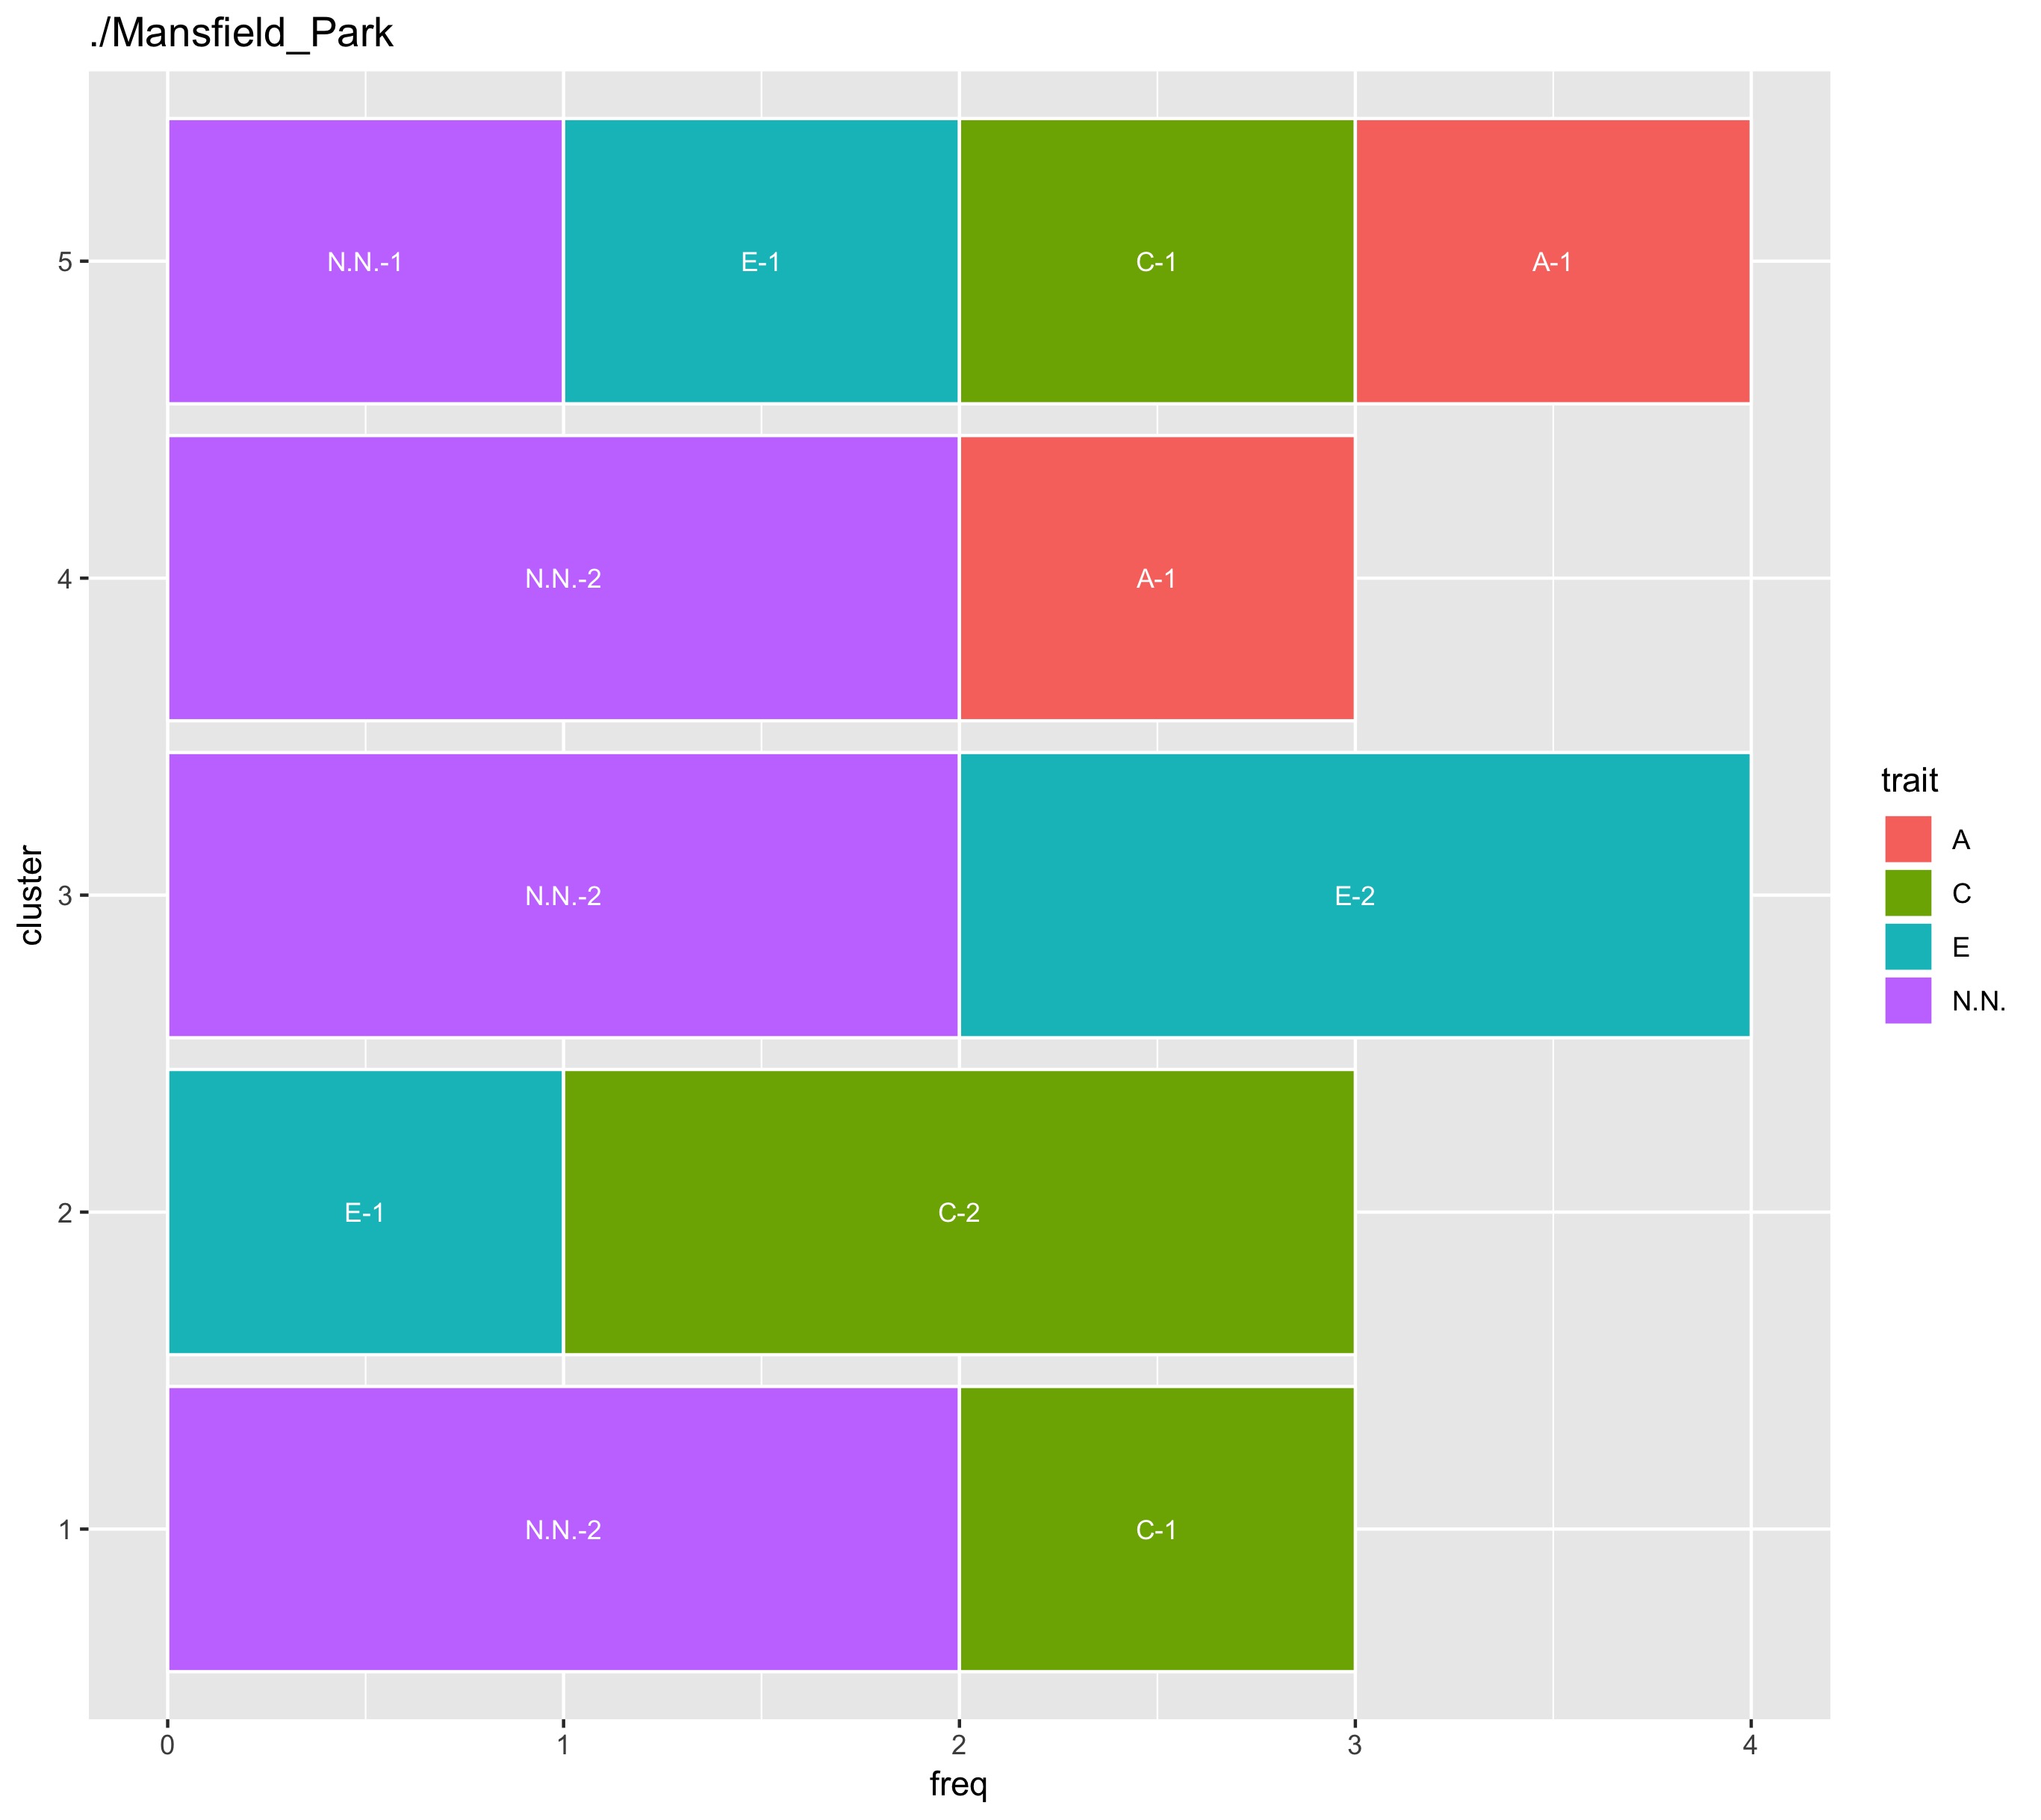 ./Mansfield_Park
cluster
5
N.N.-1
E-1
C-1
A-1
4
N.N.-2
A-1
3
N.N.-2
E-2
2
E-1
C-2
1
N.N.-2
C-1
0
1
2
3
4
freq
trait
A
C
E
N.N.